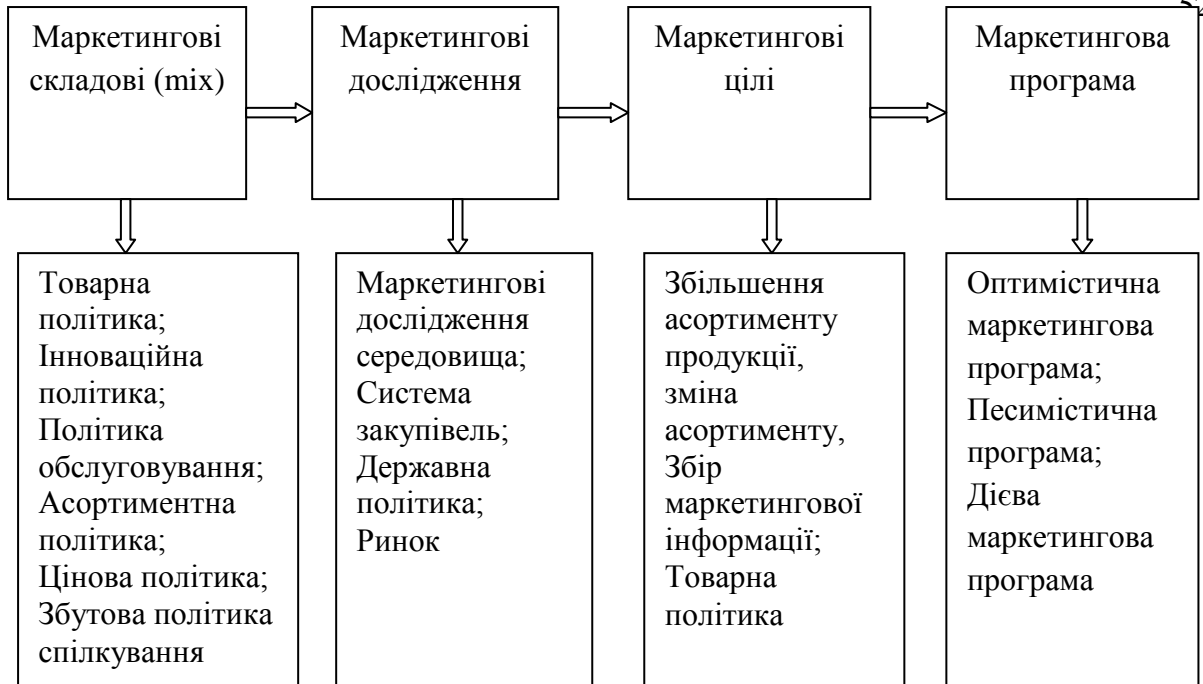 Маркетингові
складові (mix)
Маркетингові
дослідження
Маркетингові
цілі
Маркетингова
програма
Товарна
політика;
Інноваційна
політика;
Політика
обслуговування;
Асортиментна
політика;
Цінова політика;
Збутова політика
спілкування
Маркетингові
дослідження
середовища;
Система
закупівель;
Державна
політика;
Ринок
Збільшення
асортименту
продукції,
зміна
асортименту,
Збір
маркетингової
інформації;
Товарна
політика
Оптимістична
маркетингова
програма;
Песимістична
програма;
Дієва
маркетингова
програма